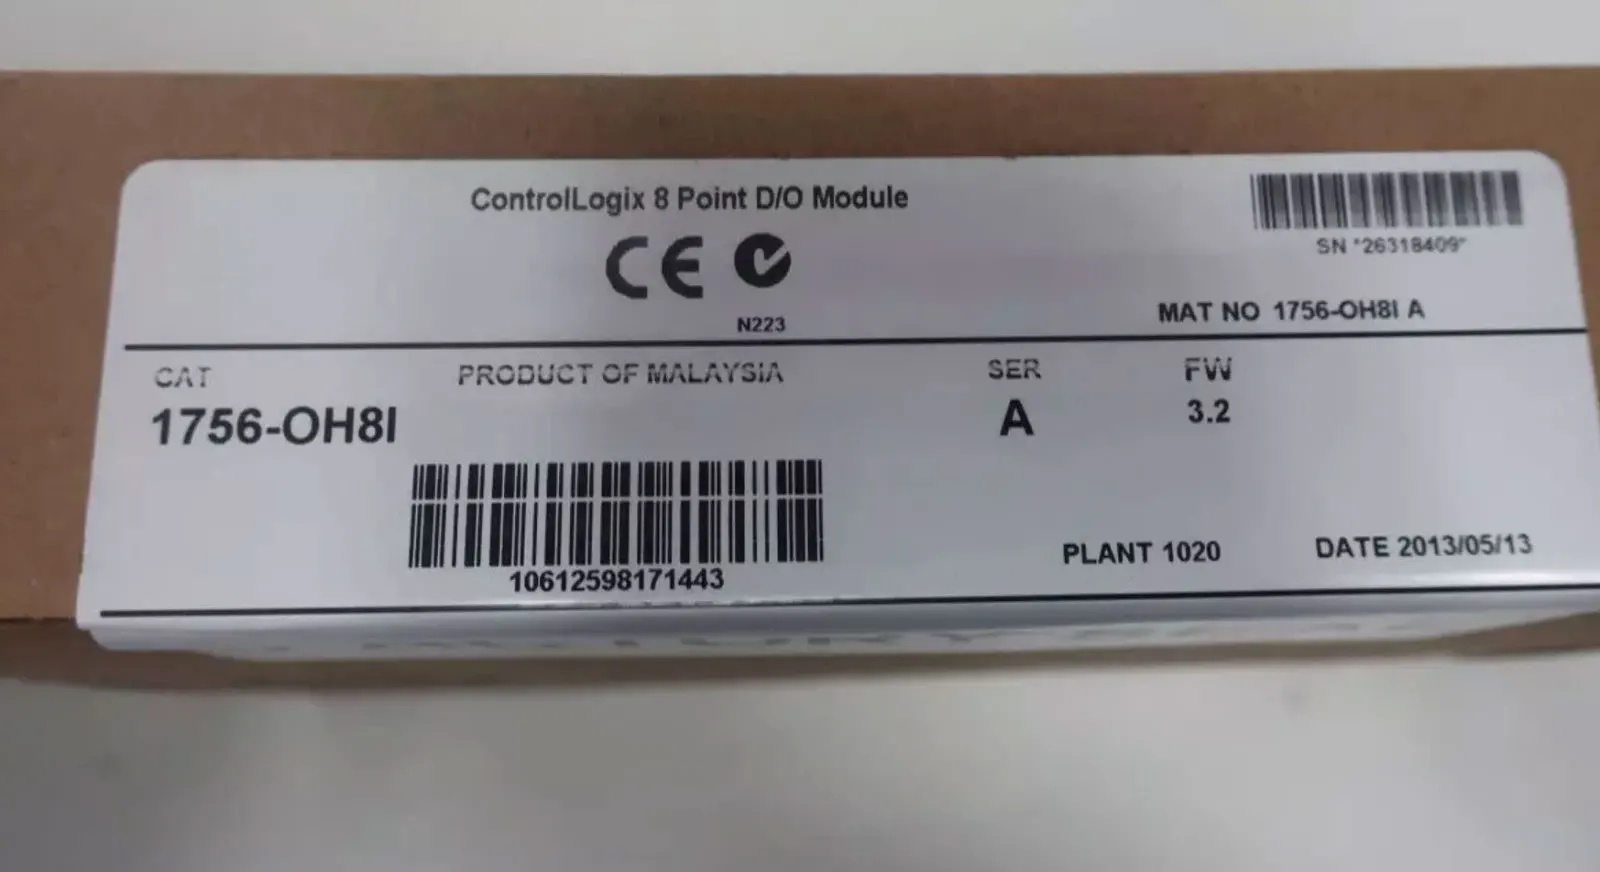 ControlLogix 8 Point D/O Module
SN "26318409"
CE
N223
MAT NO 1756-OH8I A
CAT
PRODUCT OF MALAYSIA
SER
FW
1756-OH8I
A
3.2
10612598171443
PLANT 1020
DATE 2013/05/13